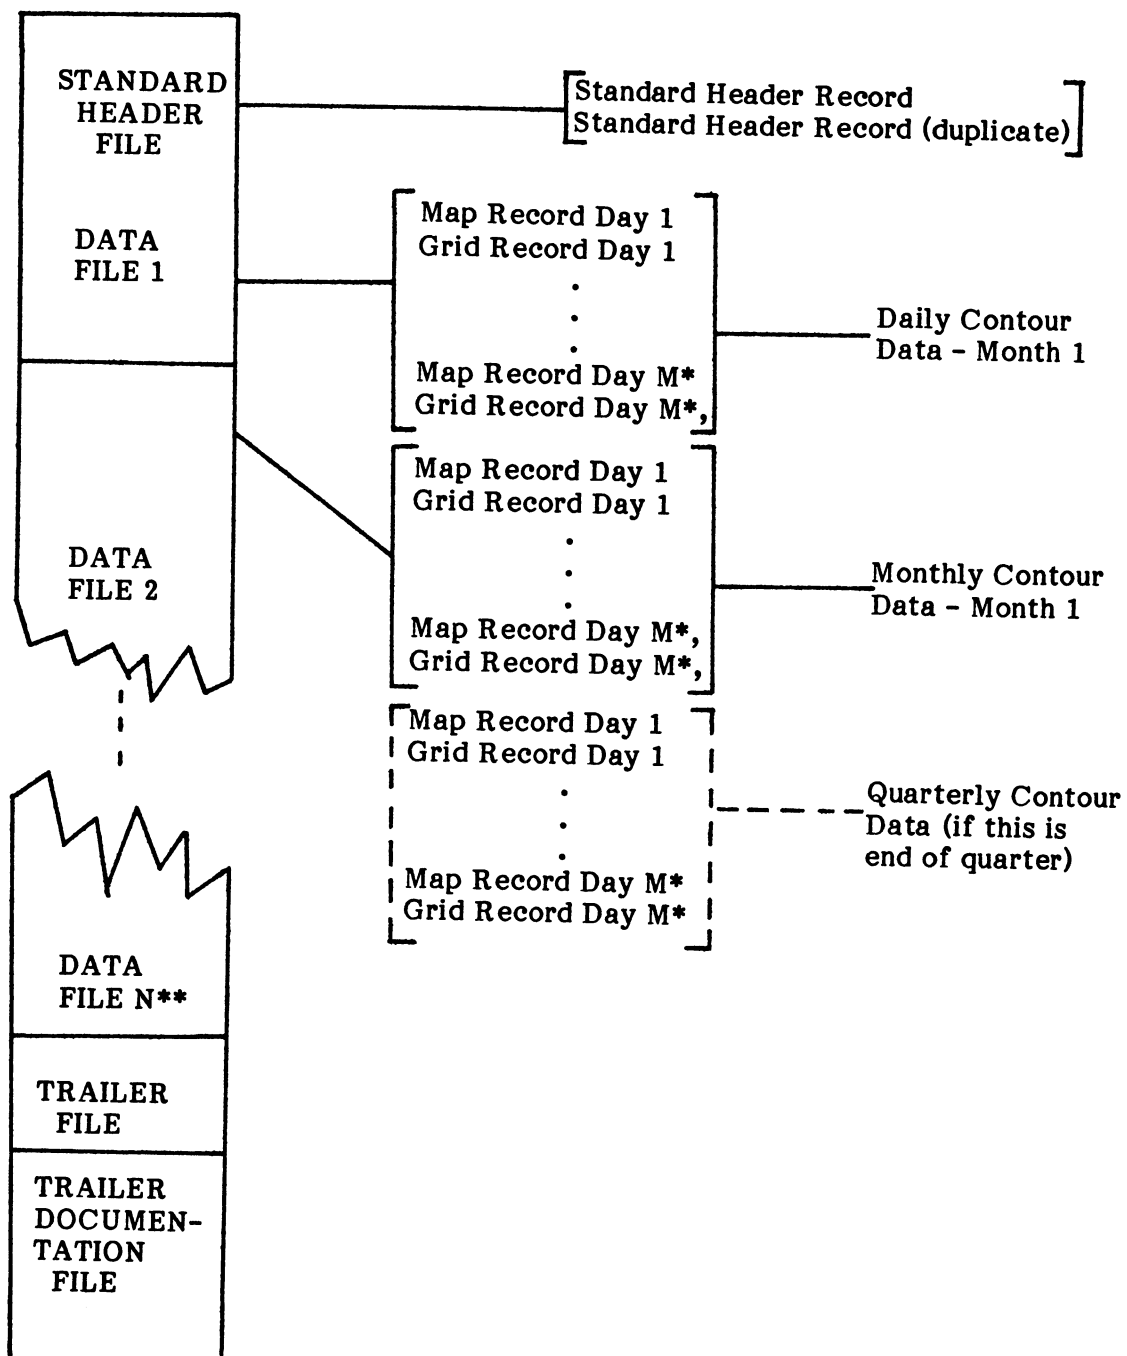 STANDARD
HEADER
FILE
Standard Header Record
Standard Header Record (duplicate)
DATA
FILE 1
Map Record Day 1
Grid Record Day 1
.
.
.
Map Record Day M*
Grid Record Day M*,
Daily Contour
Data - Month 1
DATA
FILE 2
Map Record Day 1
Grid Record Day 1
.
.
.
Map Record Day M*,
Grid Record Day M*,
Monthly Contour
Data - Month 1
Map Record Day 1
Grid Record Day 1
.
.
.
Map Record Day M*
Grid Record Day M*
Quarterly Contour
Data (if this is
end of quarter)
DATA
FILE N**
TRAILER
FILE
TRAILER
DOCUMEN-
TATION
FILE